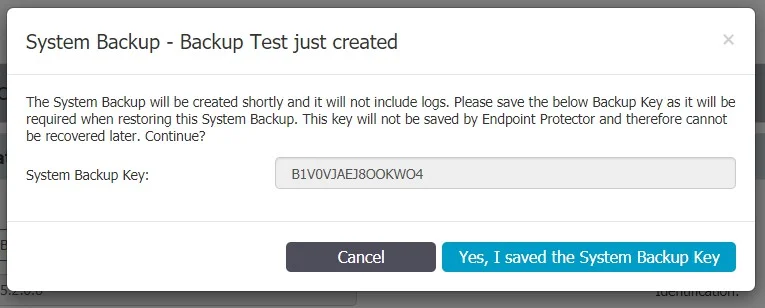 System Backup - Backup Test just created
×
The System Backup will be created shortly and it will not include logs. Please save the below Backup Key as it will be
required when restoring this System Backup. This key will not be saved by Endpoint Protector and therefore cannot
be recovered later. Continue?
System Backup Key:
B1V0VJAEJ8OOKWO4
Cancel
Yes, I saved the System Backup Key